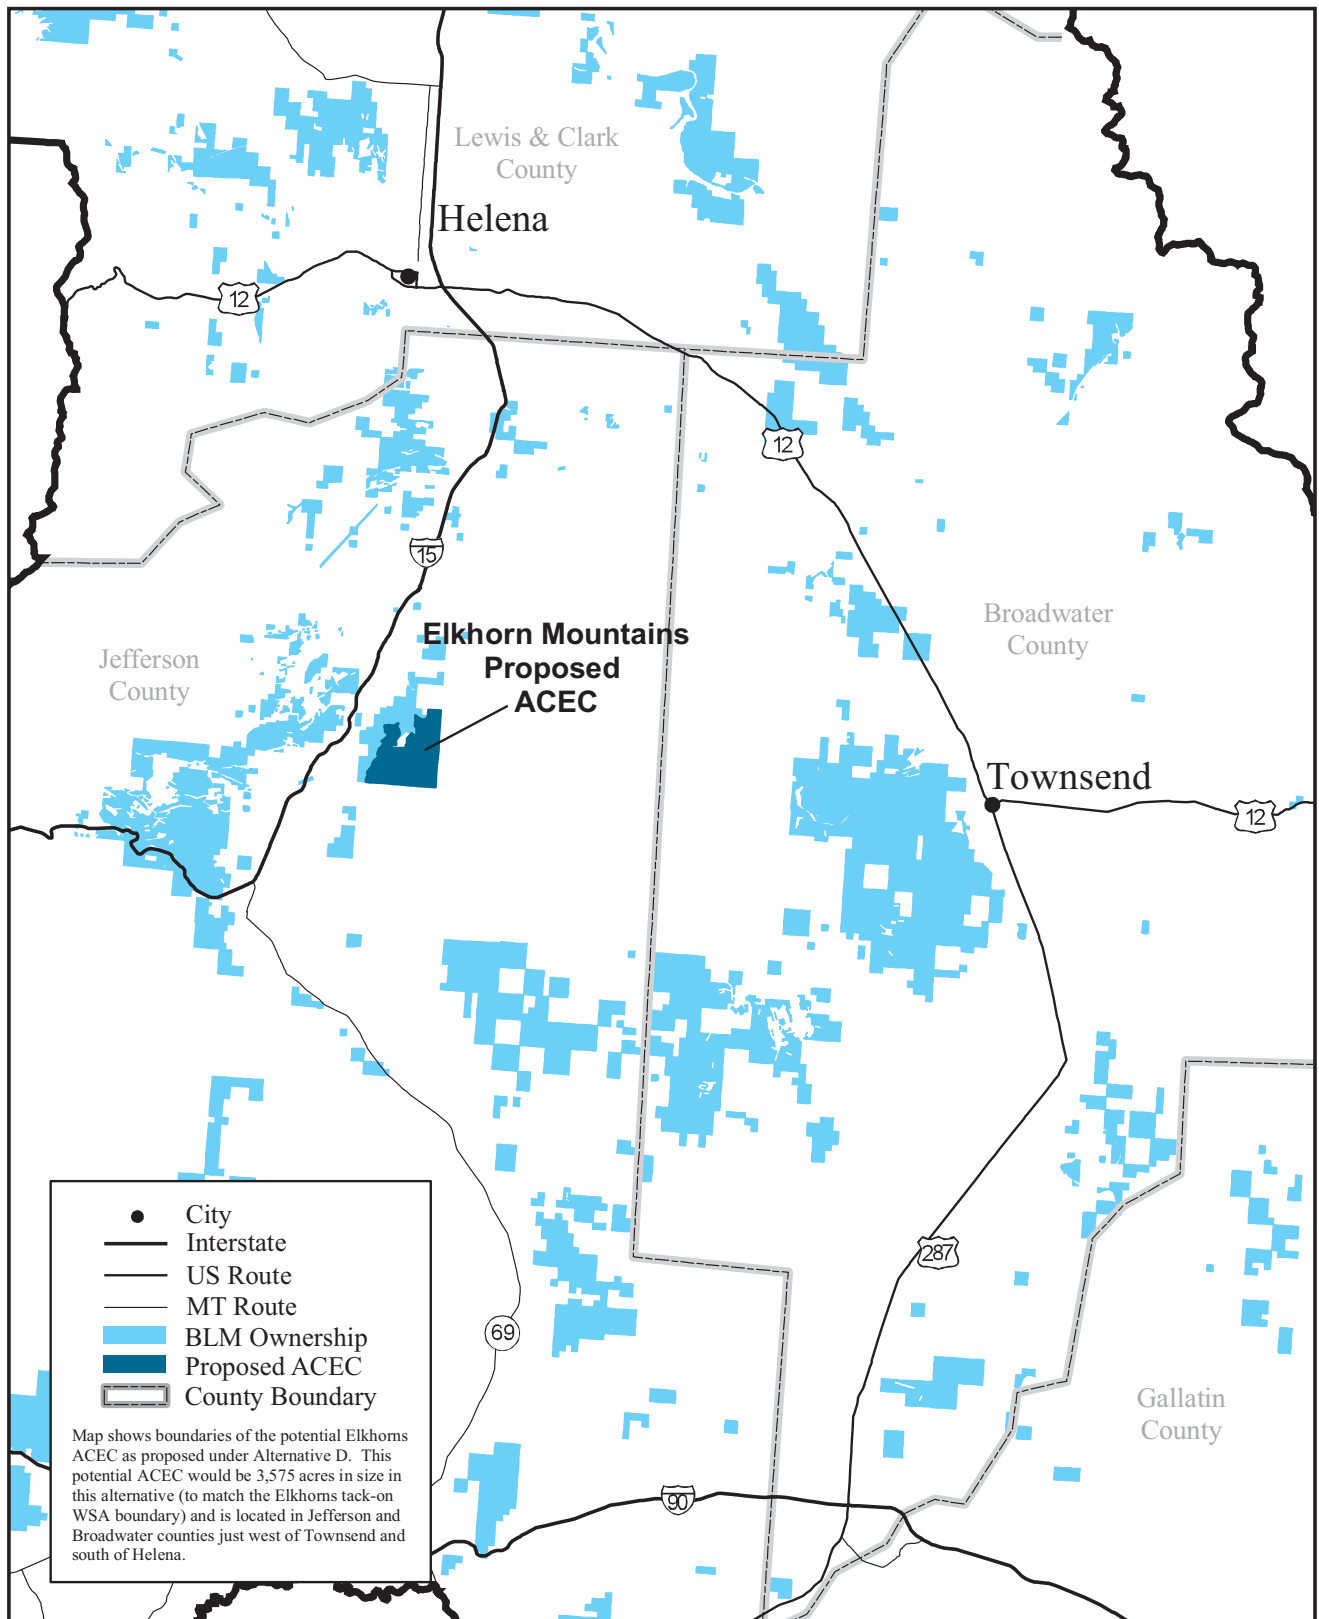 Lewis & Clark
County
Helena
12
12
15
Elkhorn Mountains
Proposed
ACEC
Broadwater
County
Jefferson
County
Townsend
12
287
69
City
Interstate
US Route
MT Route
BLM Ownership
Proposed ACEC
County Boundary
Map shows boundaries of the potential Elkhorns
ACEC as proposed under Alternative D. This
potential ACEC would be 3,575 acres in size in
this alternative (to match the Elkhorns tack-on
WSA boundary) and is located in Jefferson and
Broadwater counties just west of Townsend and
south of Helena.
Gallatin
County
90